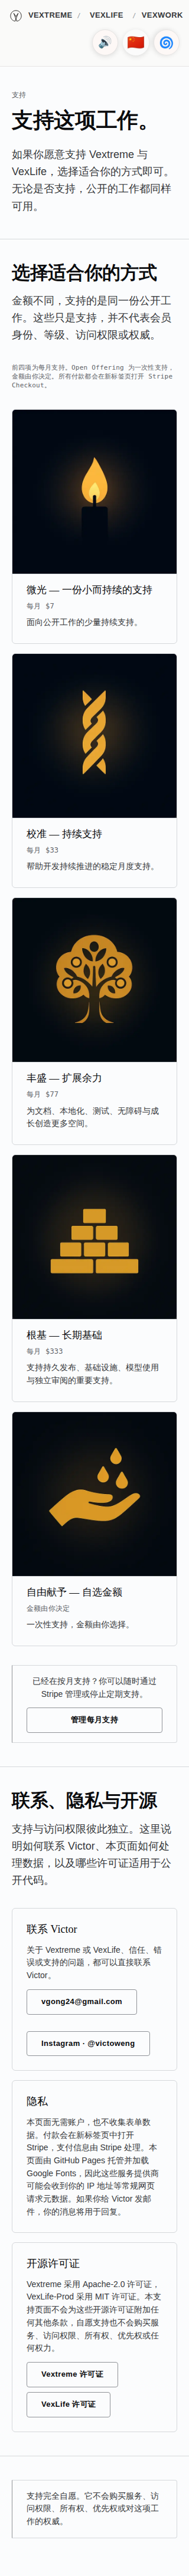 VEXTREME / VEXLIFE / VEXWORK
支持
支持这项工作。
如果你愿意支持 Vextreme 与
VexLife，选择适合你的方式即可。
无论是否支持，公开的工作都同样
可用。
选择适合你的方式
金额不同，支持的是同一份公开工
作。这些只是支持，并不代表会员
身份、等级、访问权限或权威。
前四项为每月支持。Open Offering 为一次性支持，
金额由你决定。所有付款都会在新标签页打开 Stripe
Checkout。
微光 — 一份小而持续的支持
每月 $7
面向公开工作的少量持续支持。
校准 — 持续支持
每月 $33
帮助开发持续推进的稳定月度支持。
丰盛 — 扩展余力
每月 $77
为文档、本地化、测试、无障碍与成
长创造更多空间。
根基 — 长期基础
每月 $333
支持持久发布、基础设施、模型使用
与独立审阅的重要支持。
自由献予 — 自选金额
金额由你决定
一次性支持，金额由你选择。
已经在按月支持？你可以随时通过
Stripe 管理或停止定期支持。
管理每月支持
联系、隐私与开源
支持与访问权限彼此独立。这里说
明如何联系 Victor、本页面如何处
理数据，以及哪些许可证适用于公
开代码。
联系 Victor
关于 Vextreme 或 VexLife、信任、错
误或支持的问题，都可以直接联系
Victor。
vgong24@gmail.com
Instagram · @victoweng
隐私
本页面无需账户，也不收集表单数
据。付款会在新标签页中打开
Stripe，支付信息由 Stripe 处理。本
页面由 GitHub Pages 托管并加载
Google Fonts，因此这些服务提供商
可能会收到你的 IP 地址等常规网页
请求元数据。如果你给 Victor 发邮
件，你的消息将用于回复。
开源许可证
Vextreme 采用 Apache-2.0 许可证，
VexLife-Prod 采用 MIT 许可证。本支
持页面不会为这些开源许可证附加任
何其他条款，自愿支持也不会购买服
务、访问权限、所有权、优先权或任
何权力。
Vextreme 许可证
VexLife 许可证
支持完全自愿。它不会购买服务、访
问权限、所有权、优先权或对这项工
作的权威。